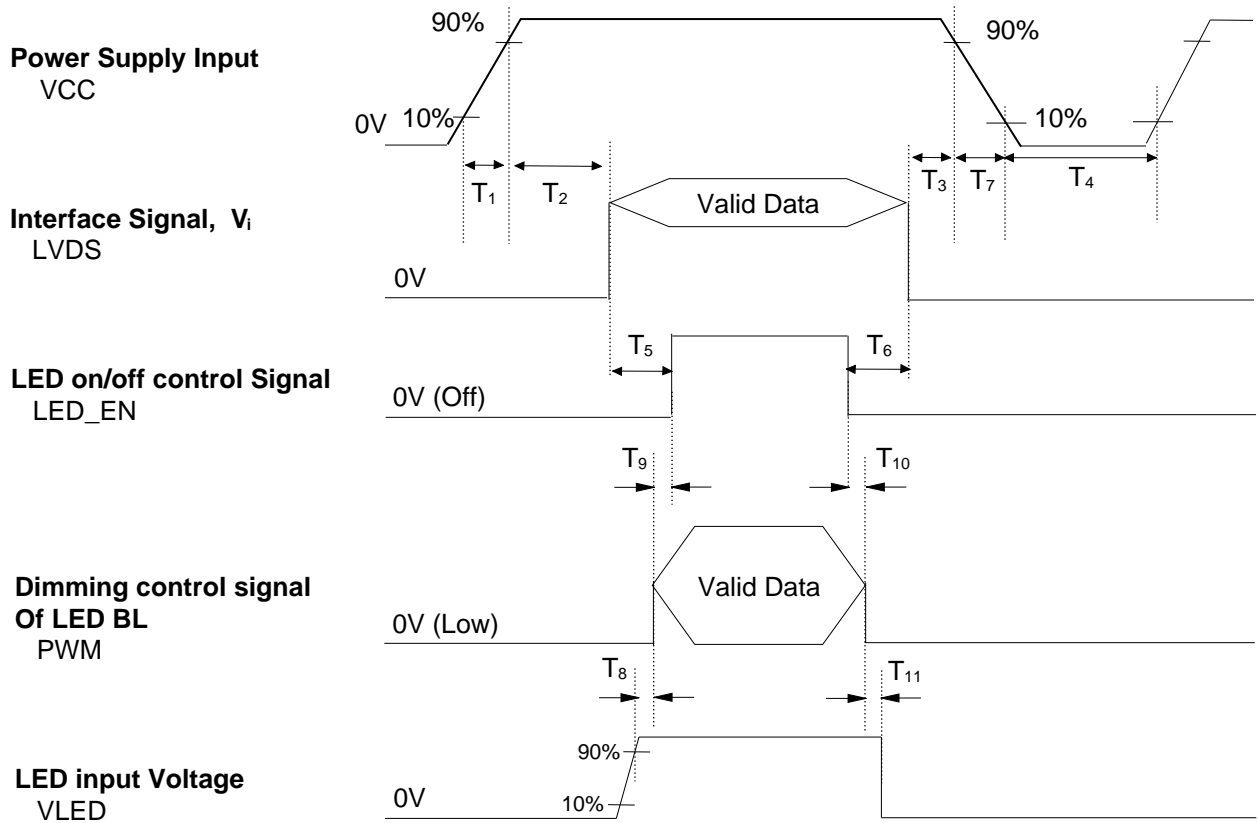 90%
90%
Power Supply Input
VCC
0V
10%
10%
T1
T2
T3
T7
T4
Interface Signal, Vi
LVDS
Valid Data
0V
T5
T6
LED on/off control Signal
LED_EN
0V (Off)
T9
T10
Dimming control signal
Of LED BL
PWM
Valid Data
0V (Low)
T8
T11
90%
LED input Voltage
VLED
0V
10%